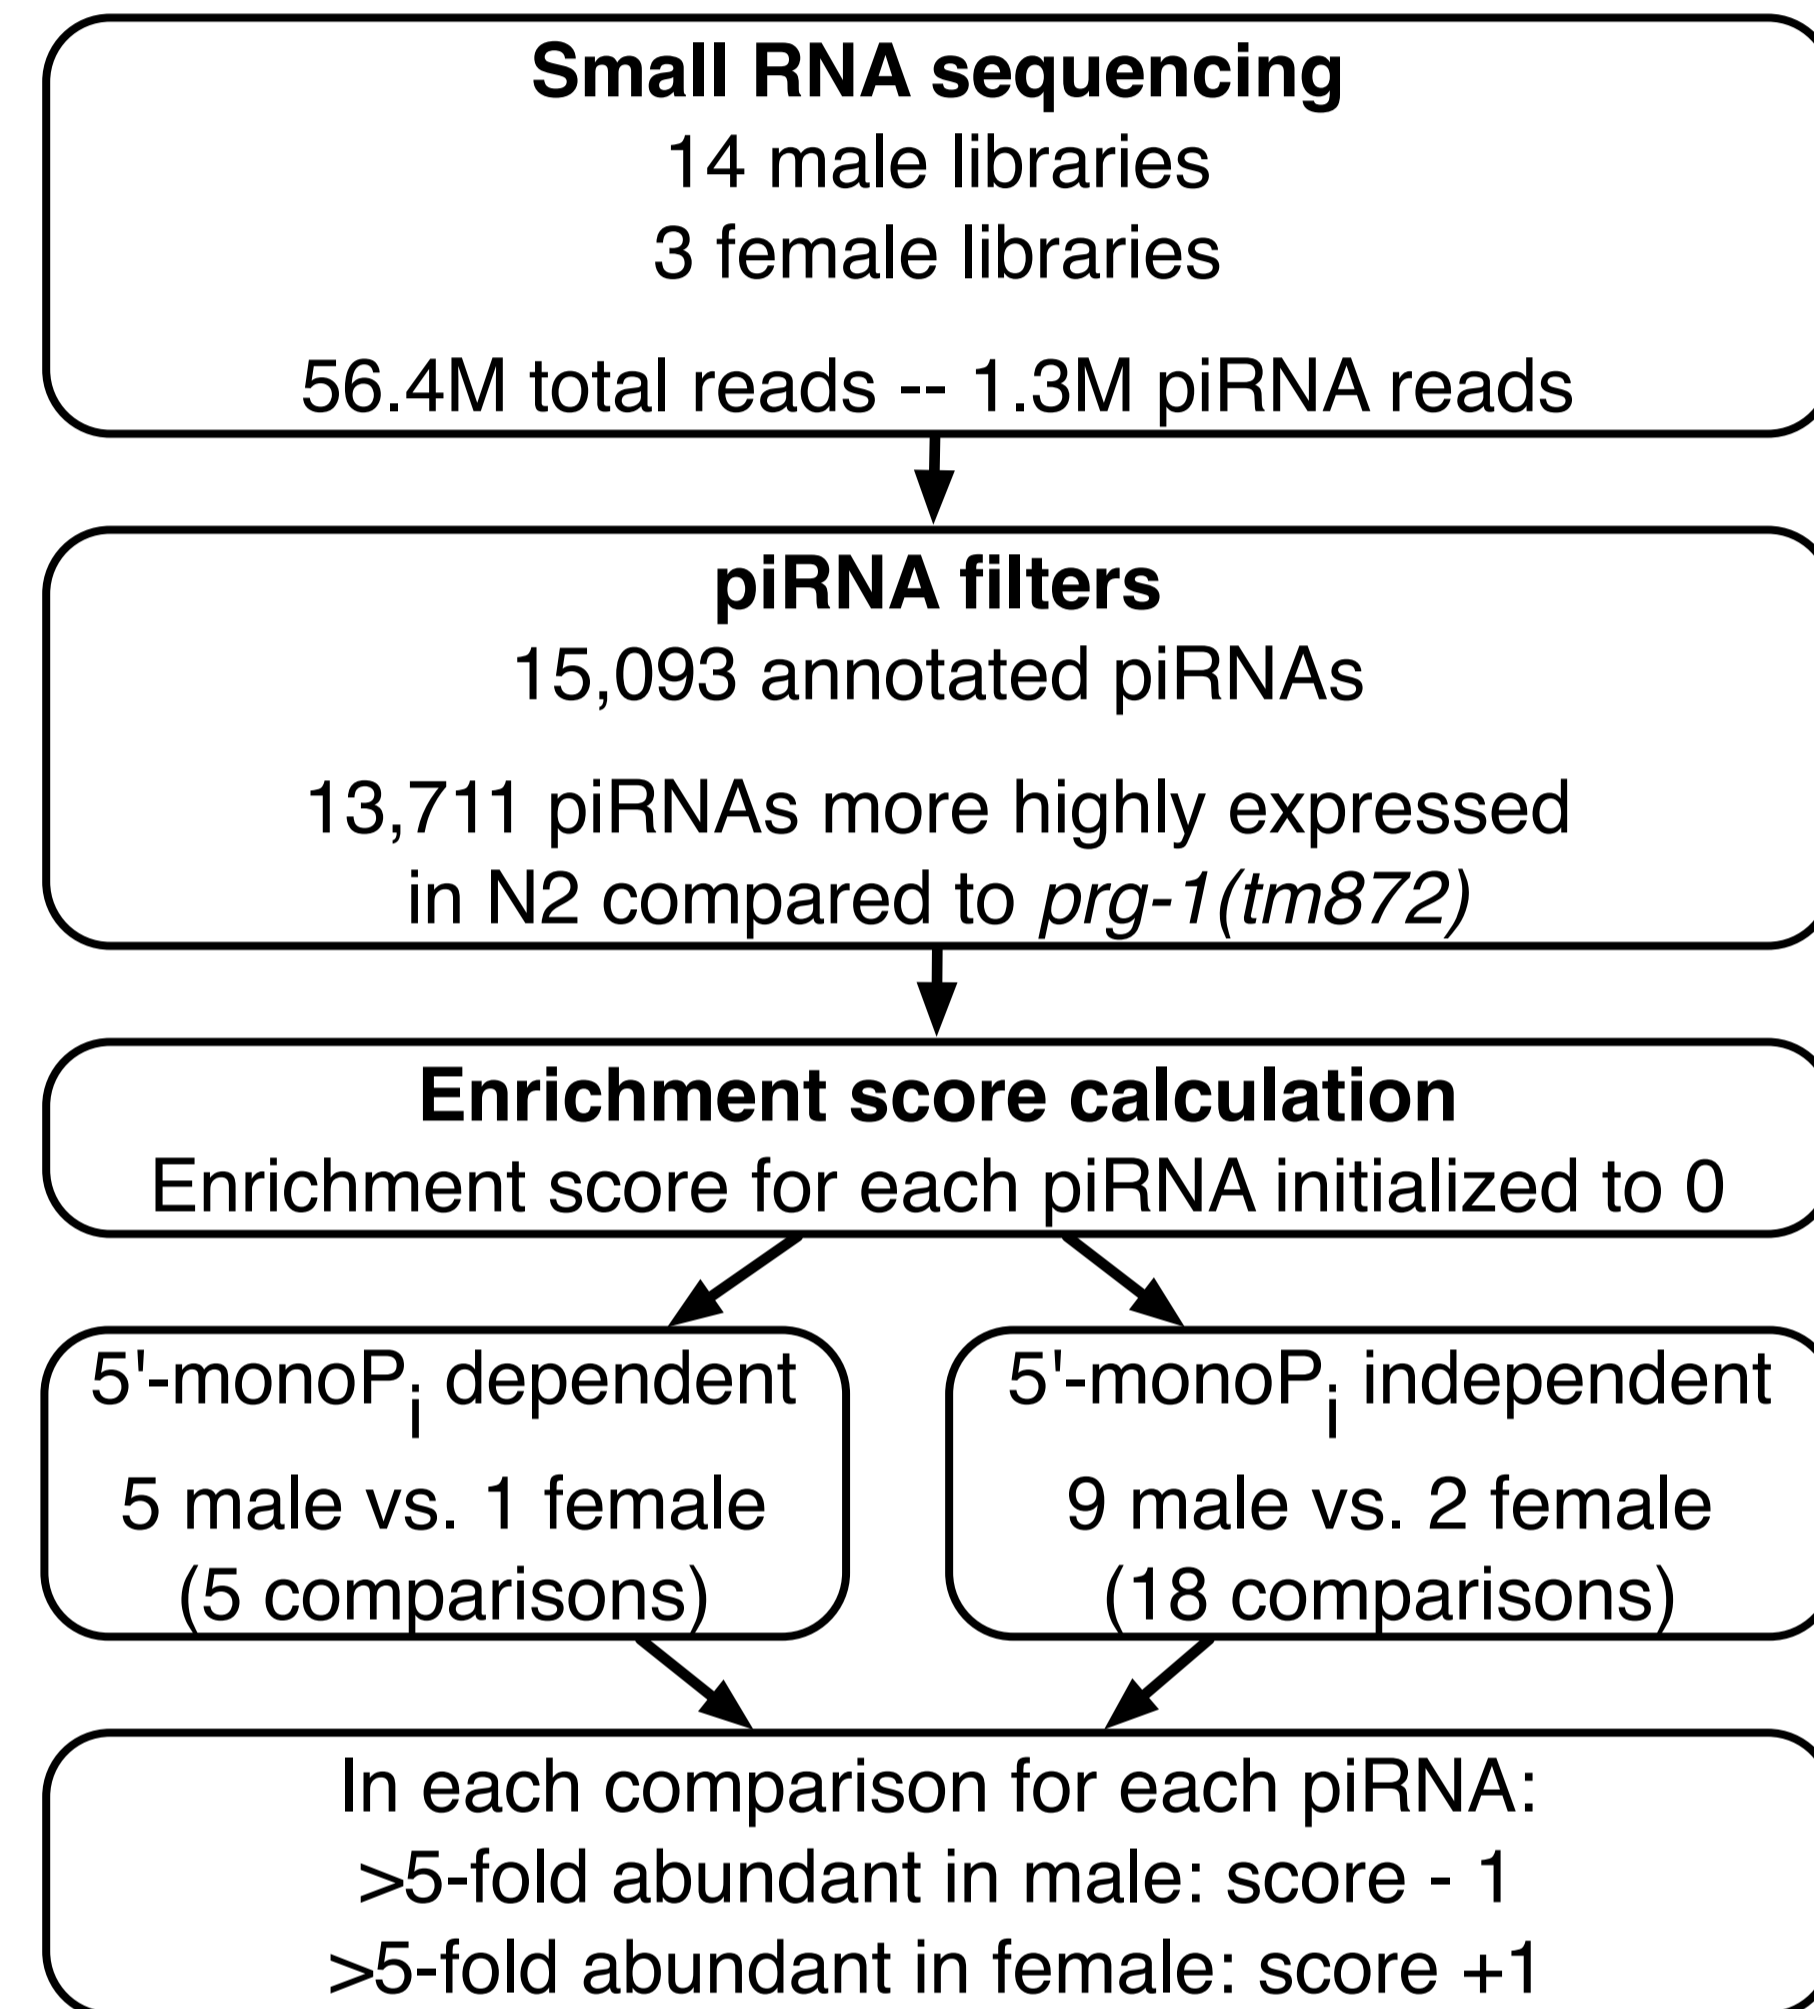 Small RNA sequencing
14 male libraries
3 female libraries
56.4M total reads -- 1.3M piRNA reads
piRNA filters
15,093 annotated piRNAs
13,711 piRNAs more highly expressed
in N2 compared to prg-1(tm872)
Enrichment score calculation
Enrichment score for each piRNA initialized to 0
5'-monoPi dependent
5 male vs. 1 female
(5 comparisons)
5'-monoPi independent
9 male vs. 2 female
(18 comparisons)
In each comparison for each piRNA:
>5-fold abundant in male: score - 1
>5-fold abundant in female: score +1